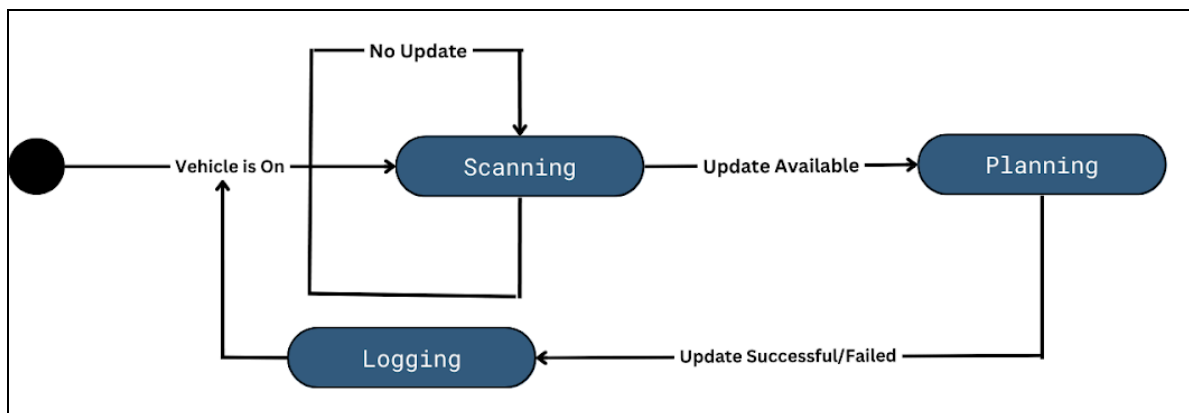 No Update
Vehicle is On
Scanning
Update Available
Planning
Logging
Update Successful/Failed